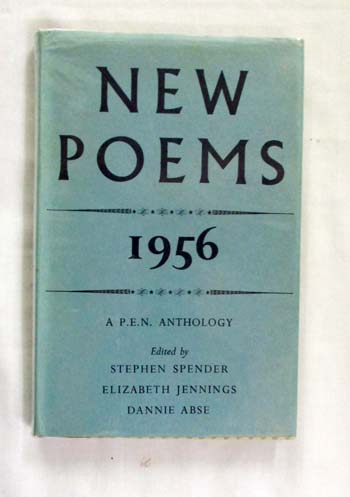 NEW
POEMS
1956
A P.E.N. ANTHOLOGY
Edited by
STEPHEN SPENDER
ELIZABETH JENNINGS
DANNIE ABSE